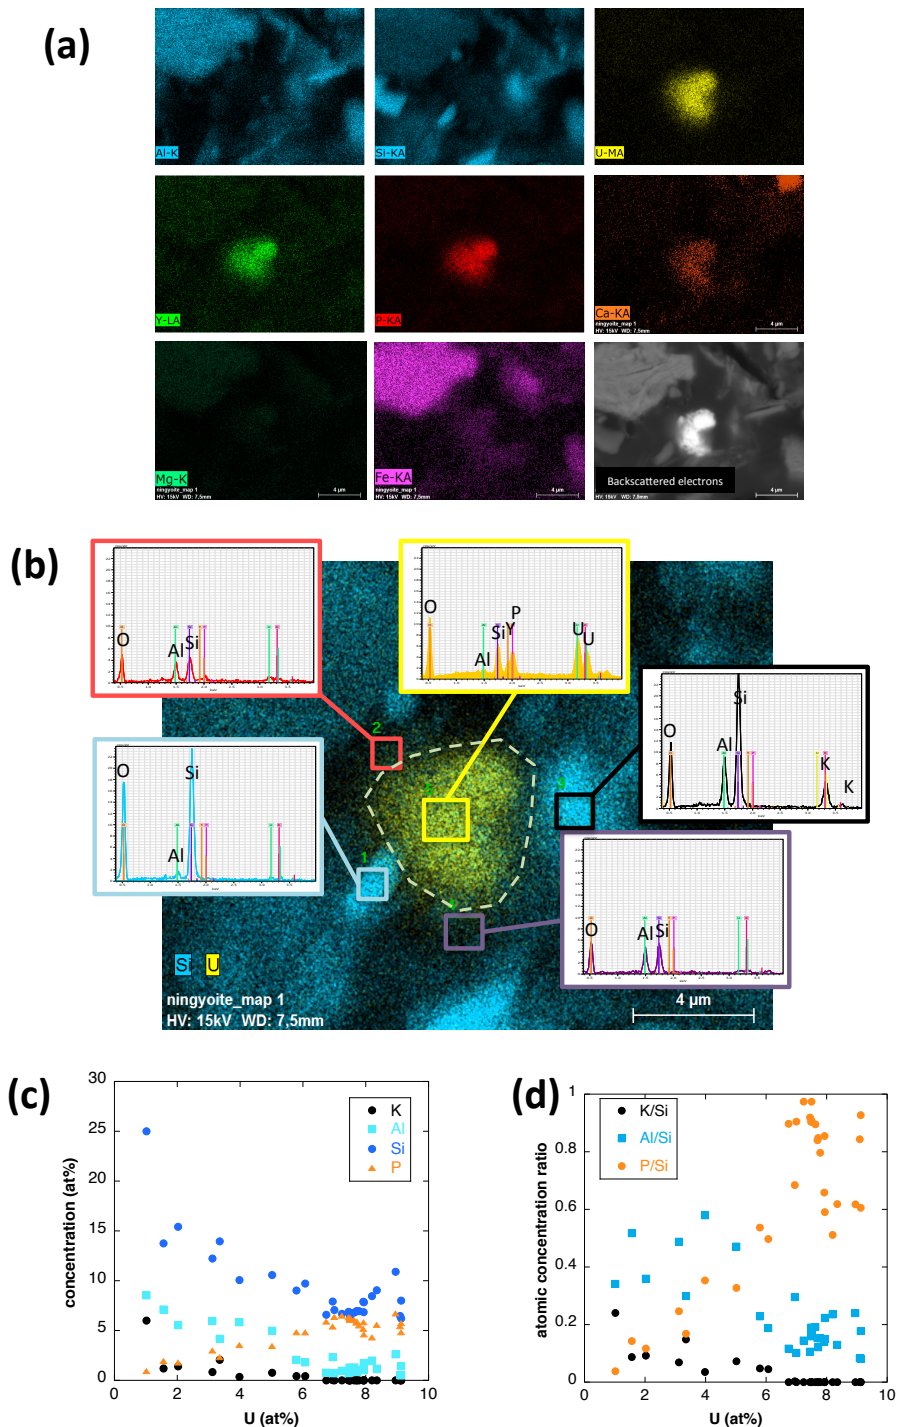 (a)
Al-K
Si-KA
U-MA
Y-LA
P-KA
Ca-KA
ningyoite_map 1
HV: 15kV WD: 7,5mm
4 µm
Mg-K
ningyoite_map 1
HV: 15kV WD: 7,5mm
4 µm
Fe-KA
ningyoite_map 1
HV: 15kV WD: 7,5mm
4 µm
Backscattered electrons
HV: 15kV WD: 7,5mm
4 µm
(b)
O Al Si
O Al Si Y P U U
O Al Si K K
O Al Si
O Al Si
2
3
1
Si U
ningyoite_map 1
HV: 15kV WD: 7,5mm
4 µm
(c)
30
25
20
15
10
5
0
0 2 4 6 8 10
concentration (at%)
U (at%)
K
Al
Si
P
(d)
1
0.8
0.6
0.4
0.2
0
0 2 4 6 8 10
atomic concentration ratio
U (at%)
K/Si
Al/Si
P/Si